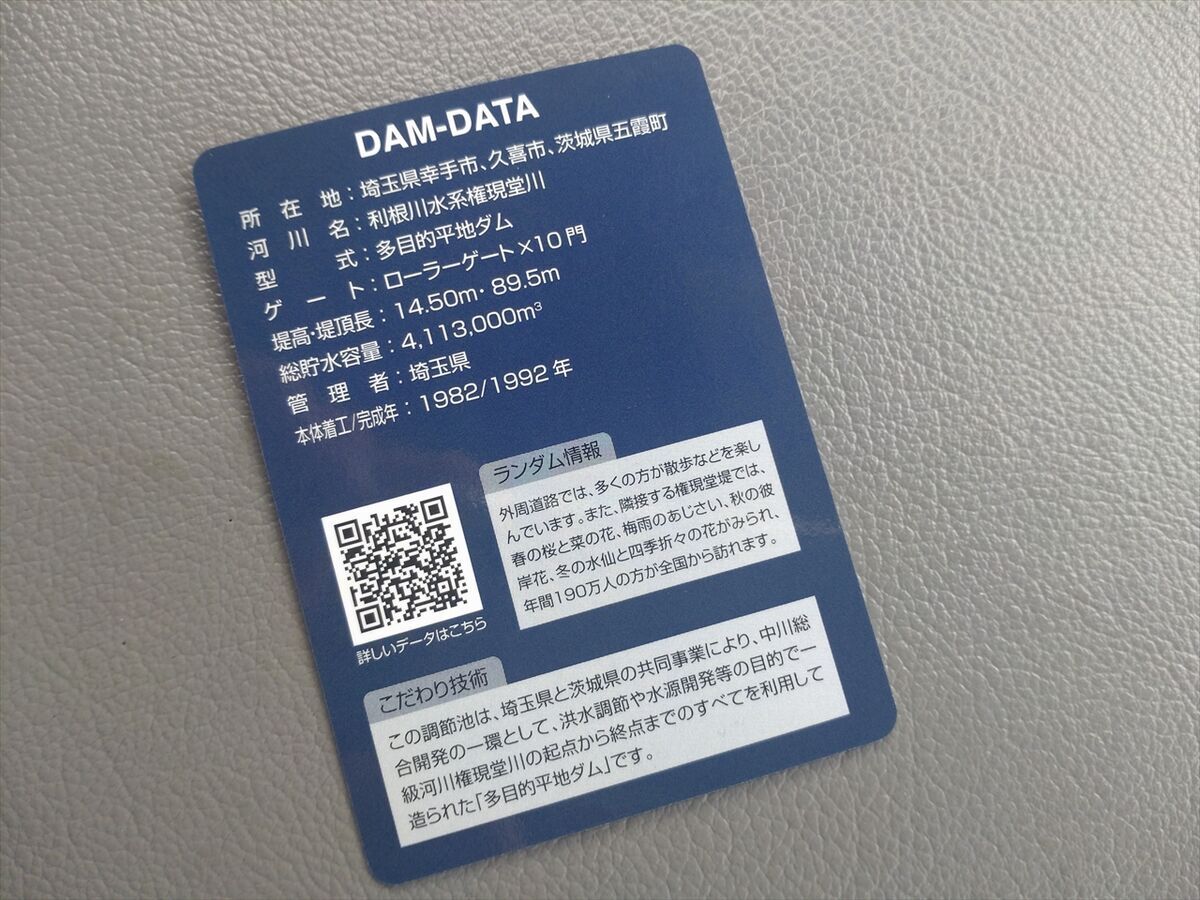 DAM-DATA
所在地：埼玉県幸手市、久喜市、茨城県五霞町
河川名：利根川水系権現堂川
型式：多目的平地ダム
ゲート：ローラーゲート×10門
堤高・堤頂長：14.50m・89.5m
総貯水容量：4,113,000m³
管理者：埼玉県
本体着工/完成年：1982/1992年
ランダム情報
外周道路では、多くの方が散歩などを楽し
んでいます。また、隣接する権現堂堤では、
春の桜と菜の花、梅雨のあじさい、秋の彼
岸花、冬の水仙と四季折々の花がみられ、
年間190万人の方が全国から訪れます。
詳しいデータはこちら
こだわり技術
この調節池は、埼玉県と茨城県の共同事業により、中川総
合開発の一環として、洪水調節や水源開発等の目的で一
級河川権現堂川の起点から終点までのすべてを利用して
造られた「多目的平地ダム」です。